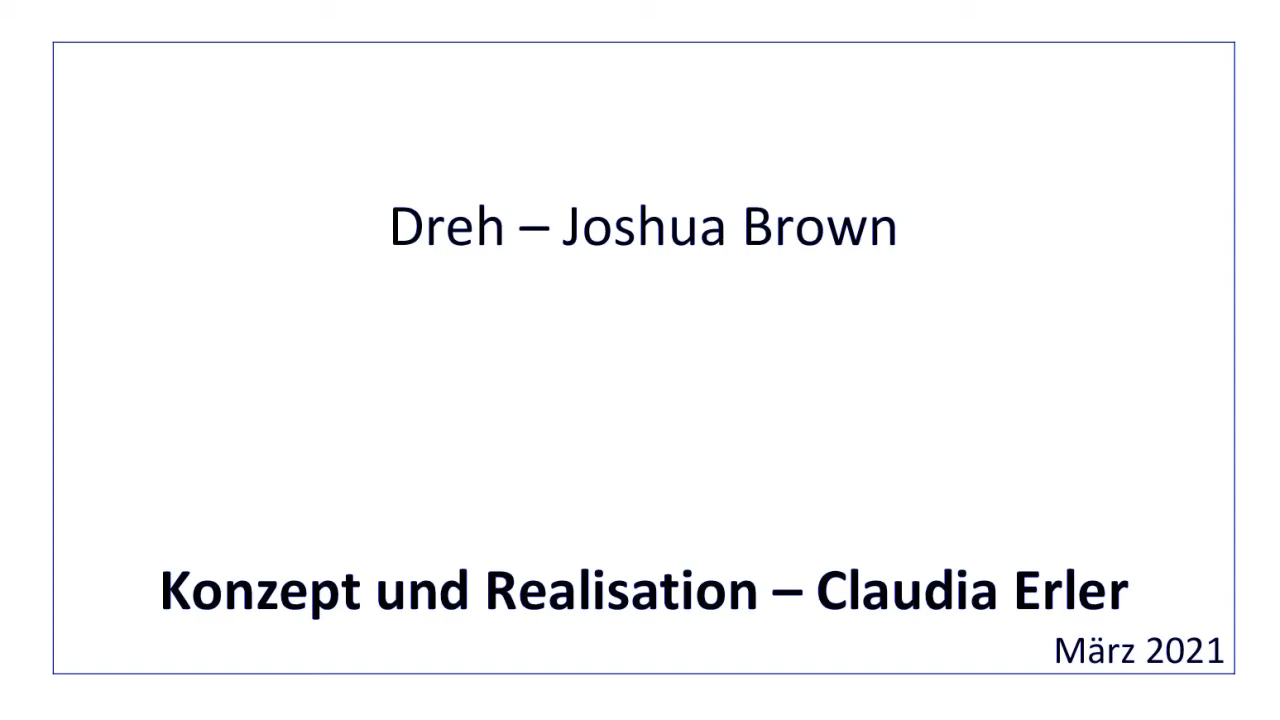 Dreh – Joshua Brown
Konzept und Realisation – Claudia Erler
März 2021